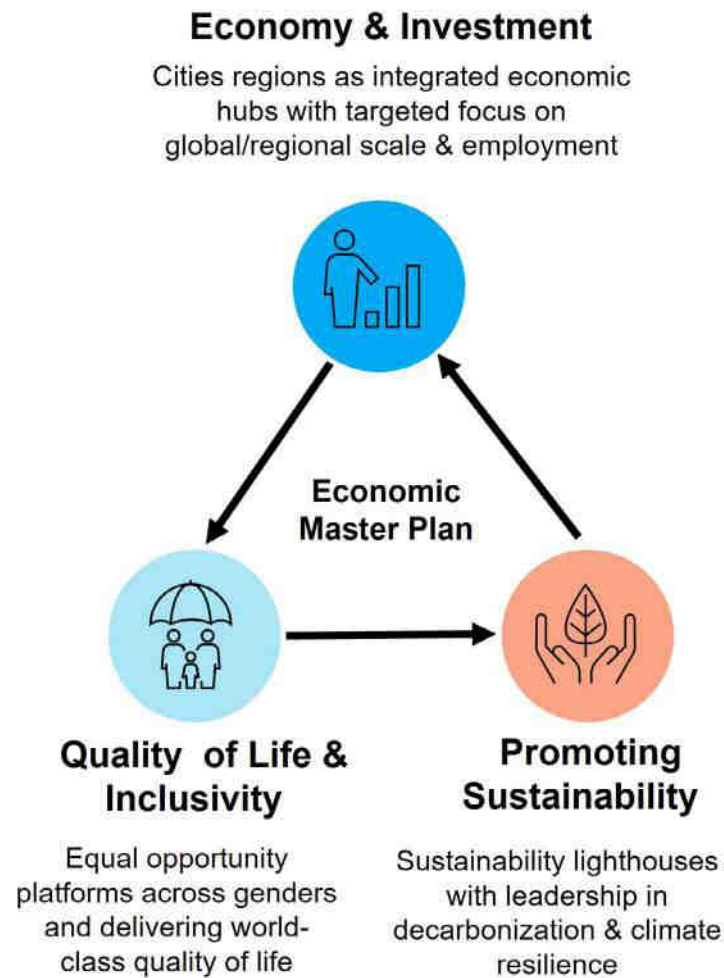 Economy & Investment
Cities regions as integrated economic
hubs with targeted focus on
global/regional scale & employment
Economic
Master Plan
Quality of Life &
Inclusivity
Equal opportunity
platforms across genders
and delivering world-
class quality of life
Promoting
Sustainability
Sustainability lighthouses
with leadership in
decarbonization & climate
resilience